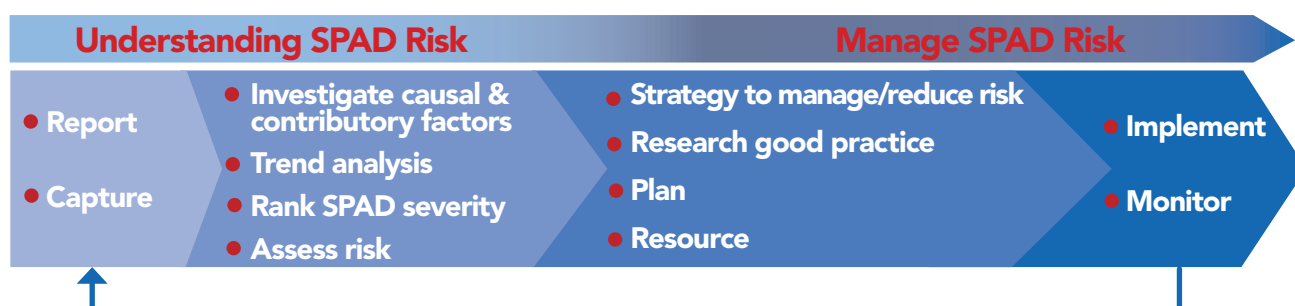 Understanding SPAD Risk
Manage SPAD Risk
Report
Capture
Investigate causal &
contributory factors
Trend analysis
Rank SPAD severity
Assess risk
Strategy to manage/reduce risk
Research good practice
Plan
Resource
Implement
Monitor